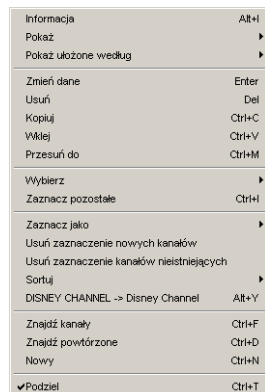 Informacja Alt+I
Pokaż
Pokaż ułożone według
Zmień dane Enter
Usuń Del
Kopiuj Ctrl+C
Wklej Ctrl+V
Przesuń do Ctrl+M
Wybierz
Zaznacz pozostałe Ctrl+I
Zaznacz jako
Usuń zaznaczenie nowych kanałów
Usuń zaznaczenie kanałów nieistniejących
Sortuj
DISNEY CHANNEL -> Disney Channel Alt+Y
Znajdź kanały Ctrl+F
Znajdź powtórzone Ctrl+D
Nowy Ctrl+N
Podziel Ctrl+T